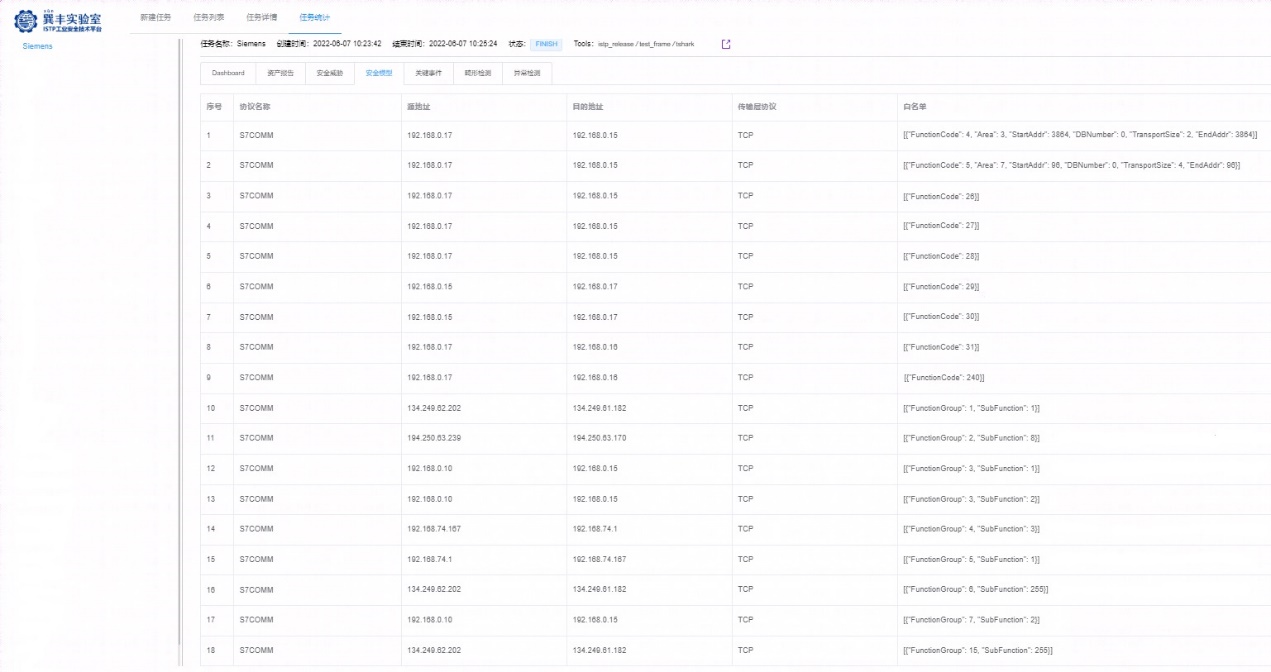 巽丰实验室
ISTP工业安全技术平台
新建任务 任务列表 任务详情 任务统计
Siemens
任务名称: Siemens 创建时间: 2022-06-07 10:23:42 结束时间: 2022-06-07 10:25:24 状态: FINISH Tools: istp_release / test_frame / tshark
Dashboard 资产报告 安全威胁 安全模型 关键事件 畸形检测 异常检测
序号 协议名称 源地址 目的地址 传输层协议 白名单
1 S7COMM 192.168.0.17 192.168.0.15 TCP [{"FunctionCode": 4, "Area": 3, "StartAddr": 3864, "DBNumber": 0, "TransportSize": 2, "EndAddr": 3864}]
2 S7COMM 192.168.0.17 192.168.0.15 TCP [{"FunctionCode": 5, "Area": 7, "StartAddr": 96, "DBNumber": 0, "TransportSize": 4, "EndAddr": 96}]
3 S7COMM 192.168.0.17 192.168.0.15 TCP [{"FunctionCode": 26}]
4 S7COMM 192.168.0.17 192.168.0.15 TCP [{"FunctionCode": 27}]
5 S7COMM 192.168.0.17 192.168.0.15 TCP [{"FunctionCode": 28}]
6 S7COMM 192.168.0.15 192.168.0.17 TCP [{"FunctionCode": 29}]
7 S7COMM 192.168.0.15 192.168.0.17 TCP [{"FunctionCode": 30}]
8 S7COMM 192.168.0.17 192.168.0.16 TCP [{"FunctionCode": 31}]
9 S7COMM 192.168.0.17 192.168.0.16 TCP [{"FunctionCode": 240}]
10 S7COMM 134.249.62.202 134.249.61.182 TCP [{"FunctionGroup": 1, "SubFunction": 1}]
11 S7COMM 194.250.63.239 194.250.63.170 TCP [{"FunctionGroup": 2, "SubFunction": 8}]
12 S7COMM 192.168.0.10 192.168.0.15 TCP [{"FunctionGroup": 3, "SubFunction": 1}]
13 S7COMM 192.168.0.10 192.168.0.15 TCP [{"FunctionGroup": 3, "SubFunction": 2}]
14 S7COMM 192.168.74.167 192.168.74.1 TCP [{"FunctionGroup": 4, "SubFunction": 3}]
15 S7COMM 192.168.74.1 192.168.74.167 TCP [{"FunctionGroup": 5, "SubFunction": 1}]
16 S7COMM 134.249.62.202 134.249.61.182 TCP [{"FunctionGroup": 6, "SubFunction": 255}]
17 S7COMM 192.168.0.10 192.168.0.15 TCP [{"FunctionGroup": 7, "SubFunction": 2}]
18 S7COMM 134.249.62.202 134.249.61.182 TCP [{"FunctionGroup": 15, "SubFunction": 255}]